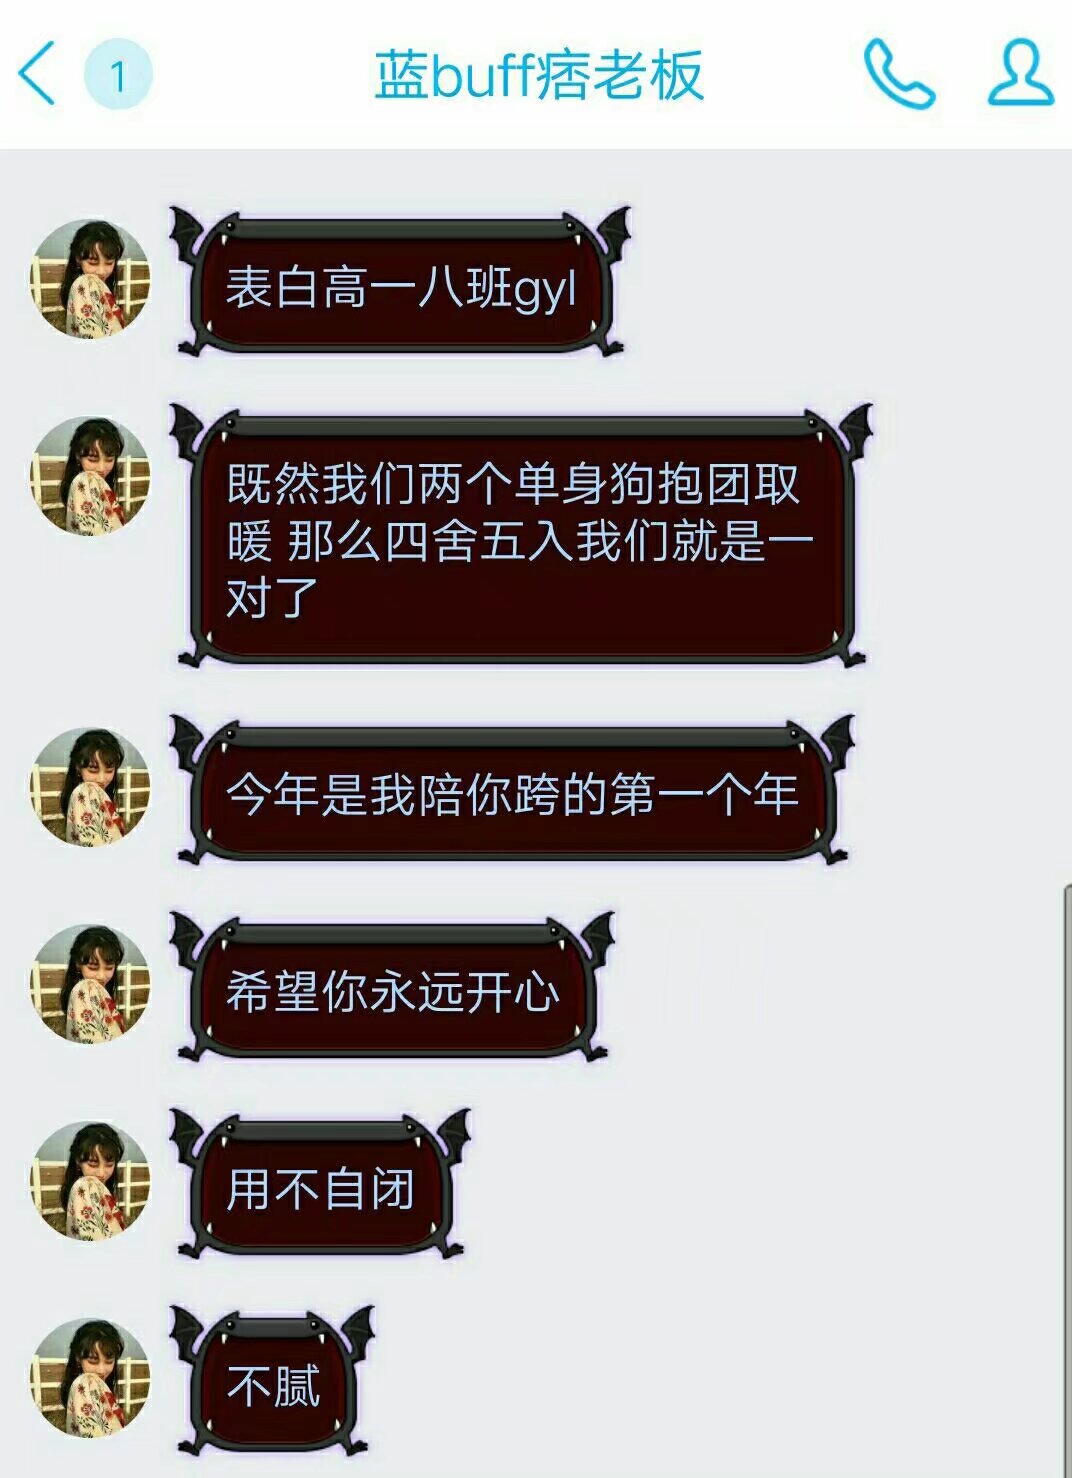 1
蓝buff痞老板
表白高一八班gyl
既然我们两个单身狗抱团取
暖 那么四舍五入我们就是一
对了
今年是我陪你跨的第一个年
希望你永远开心
用不自闭
不腻